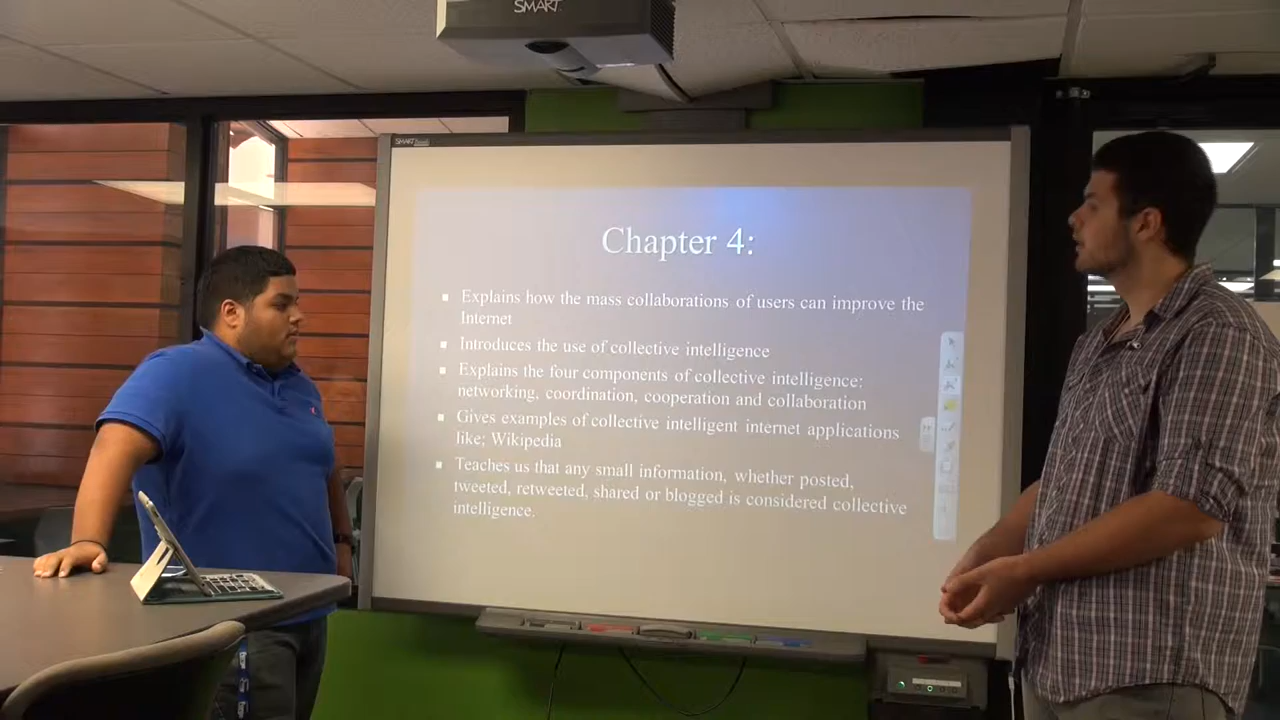 SMART
SMART
Chapter 4:
Explains how the mass collaborations of users can improve the
Internet
Introduces the use of collective intelligence
Explains the four components of collective intelligence:
networking, coordination, cooperation and collaboration
Gives examples of collective intelligent internet applications
like; Wikipedia
Teaches us that any small information, whether posted,
tweeted, retweeted, shared or blogged is considered collective
intelligence.